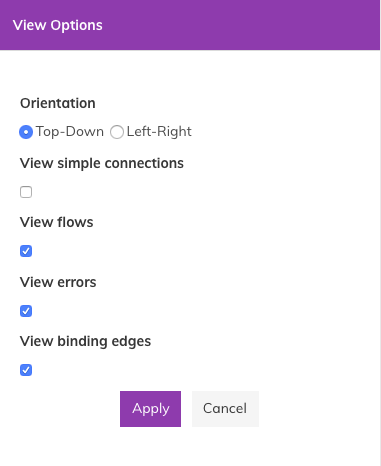 View Options
Orientation
Top-Down Left-Right
View simple connections
View flows
View errors
View binding edges
Apply Cancel